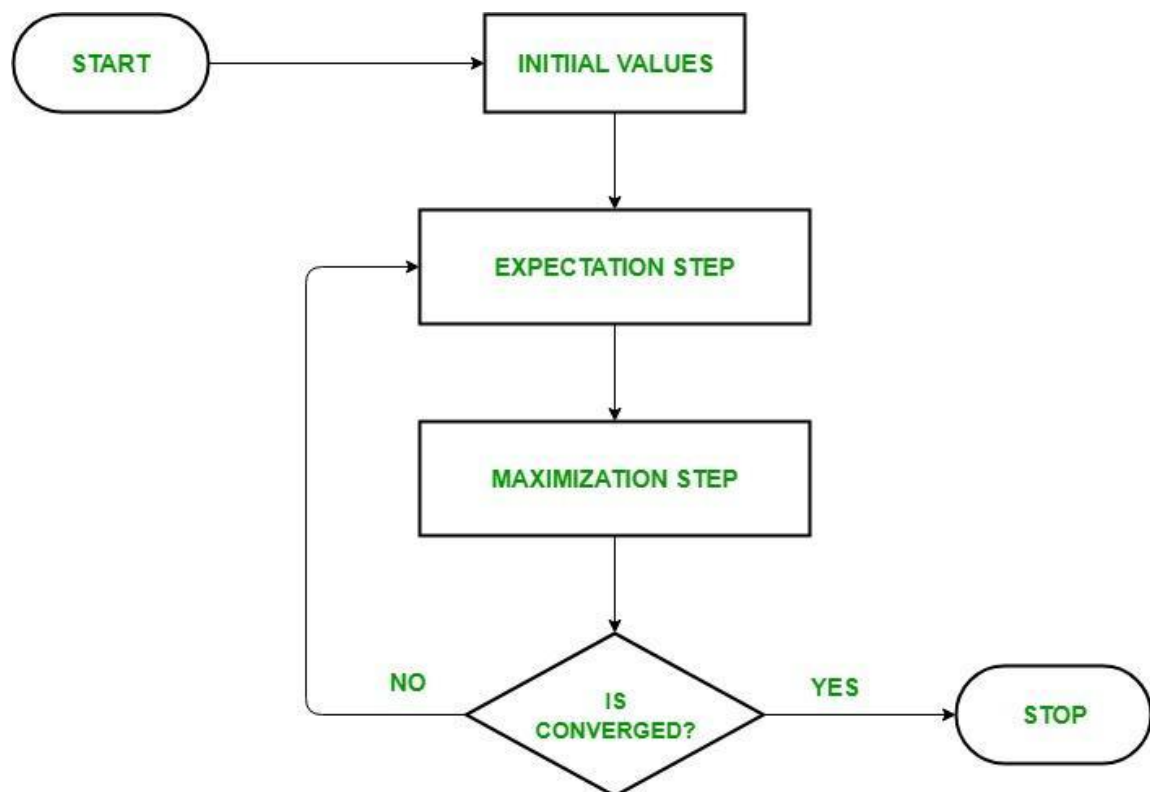 START
INITIIAL VALUES
EXPECTATION STEP
MAXIMIZATION STEP
NO
IS
CONVERGED?
YES
STOP